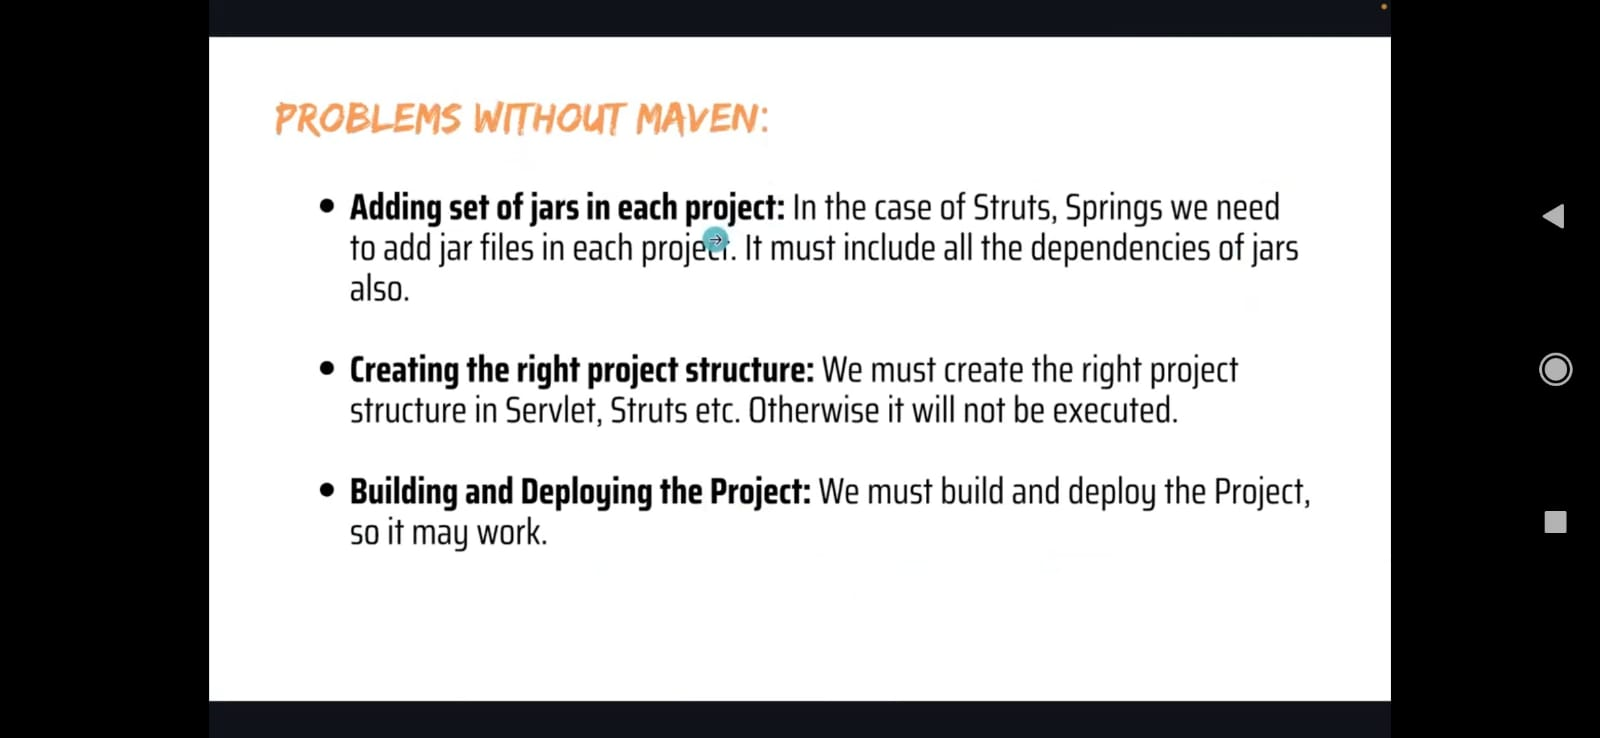 PROBLEMS WITHOUT MAVEN:
• Adding set of jars in each project: In the case of Struts, Springs we need
to add jar files in each project. It must include all the dependencies of jars
also.
• Creating the right project structure: We must create the right project
structure in Servlet, Struts etc. Otherwise it will not be executed.
• Building and Deploying the Project: We must build and deploy the Project,
so it may work.